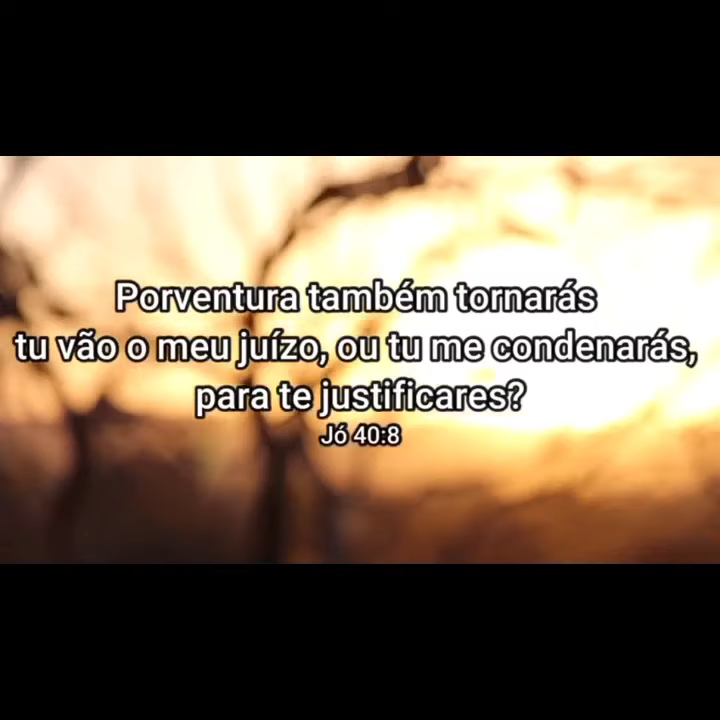 Porventura também tornarás
tu vão o meu juízo, ou tu me condenarás,
para te justificares?
Jó 40:8